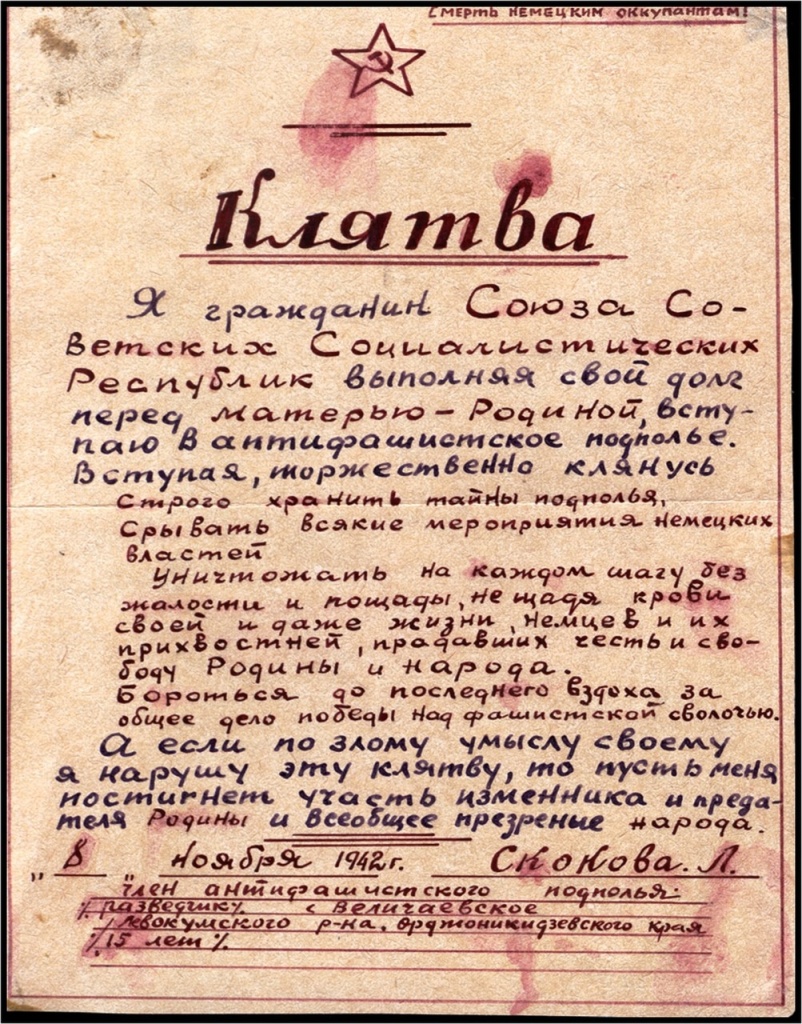 Смерть немецким оккупантам!
Клятва
Я гражданин Союза Со-
ветских Социалистических
Республик выполняя свой долг
перед матерью-Родиной, всту-
паю в антифашистское подполье.
Вступая, торжественно клянусь
Строго хранить тайны подполья,
Срывать всякие мероприятия немецких
властей
Уничтожать на каждом шагу без
жалости и пощады, не щадя крови
своей и даже жизни, немцев и их
прихвостней, прадавших честь и сво-
боду Родины и народа.
Бороться до последнего вздоха за
общее дело победы над фашистской сволочью.
А если по злому умыслу своему
я нарушу эту клятву, то пусть меня
постигнет участь изменника и преда-
теля Родины и всеобщее презреные народа.
„ 8 „ ноября 1942 г. Скокова. Л.
член антифашистского подполья.
/. разведчик /. с Величаевское
Левокумского р-на. Орджоникидзевского края
/. 15 лет /.